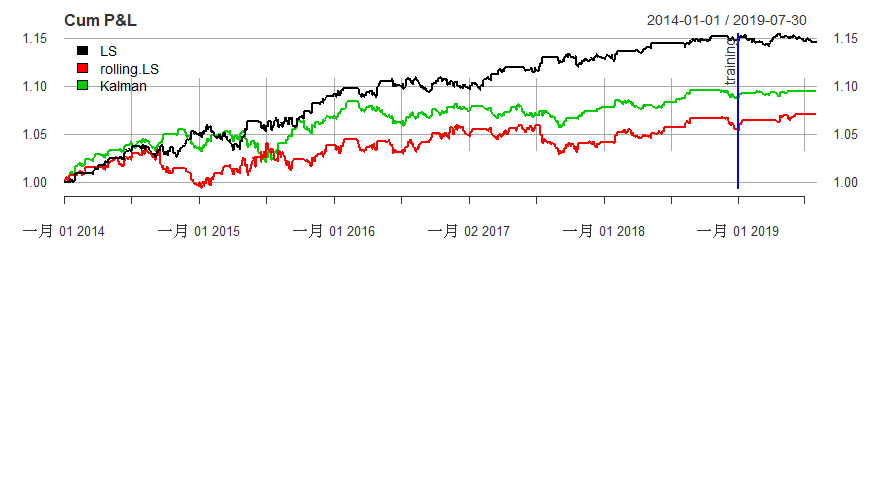 Cum P&L 2014-01-01 / 2019-07-30
1.15 1.15
LS
rolling.LS
1.10 Kalman 1.10
training
1.05 1.05
1.00 1.00
一月 01 2014 一月 01 2015 一月 01 2016 一月 02 2017 一月 01 2018 一月 01 2019